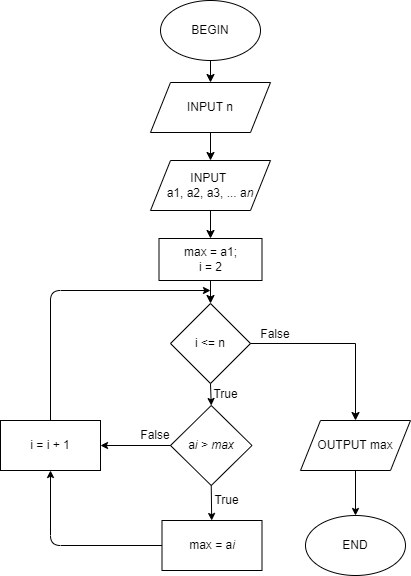 BEGIN
INPUT n
INPUT
a1, a2, a3, ... an
max = a1;
i = 2
i <= n
False
True
ai > max
False
i = i + 1
OUTPUT max
True
max = ai
END